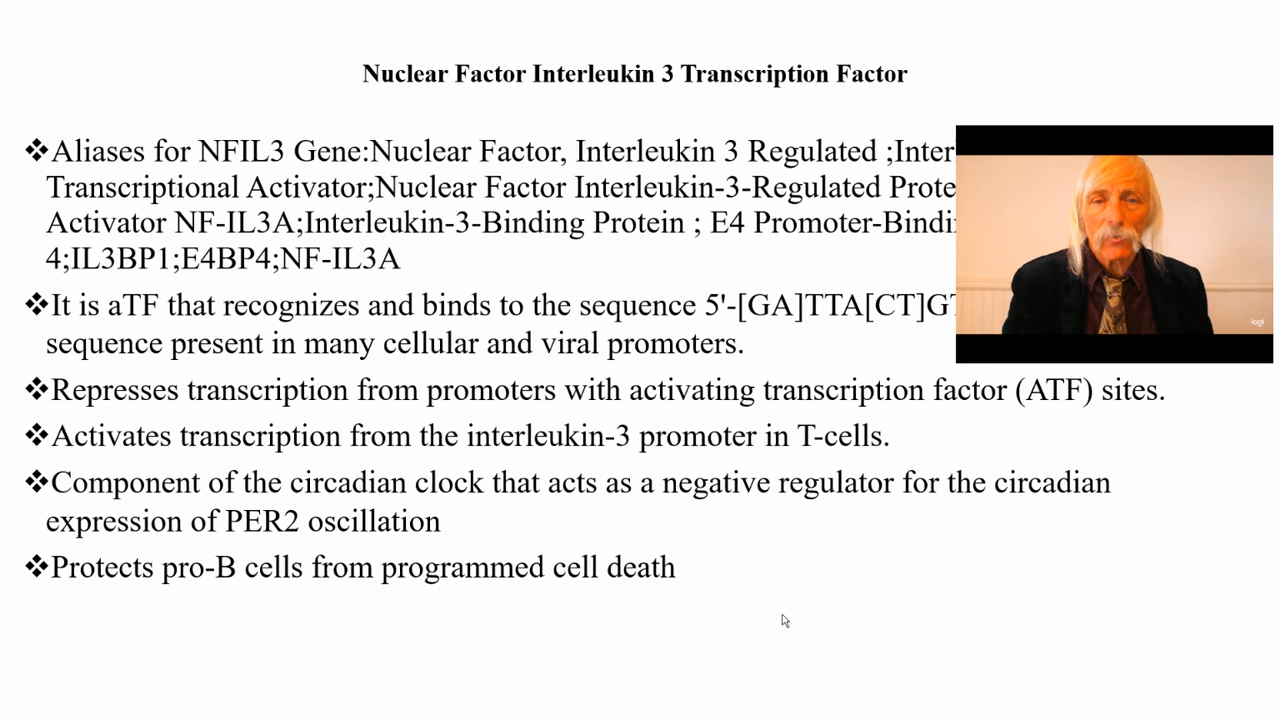 Nuclear Factor Interleukin 3 Transcription Factor
❖Aliases for NFIL3 Gene:Nuclear Factor, Interleukin 3 Regulated ;Inter
Transcriptional Activator;Nuclear Factor Interleukin-3-Regulated Prote
Activator NF-IL3A;Interleukin-3-Binding Protein ; E4 Promoter-Bindi
4;IL3BP1;E4BP4;NF-IL3A
❖It is aTF that recognizes and binds to the sequence 5'-[GA]TTA[CT]G
sequence present in many cellular and viral promoters.
❖Represses transcription from promoters with activating transcription factor (ATF) sites.
❖Activates transcription from the interleukin-3 promoter in T-cells.
❖Component of the circadian clock that acts as a negative regulator for the circadian
expression of PER2 oscillation
❖Protects pro-B cells from programmed cell death
logi